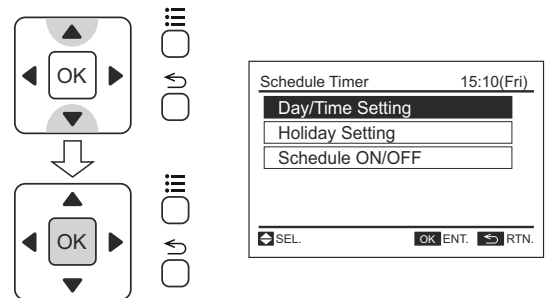 OK
OK
Schedule Timer 15:10(Fri)
Day/Time Setting
Holiday Setting
Schedule ON/OFF
SEL. OK ENT. RTN.